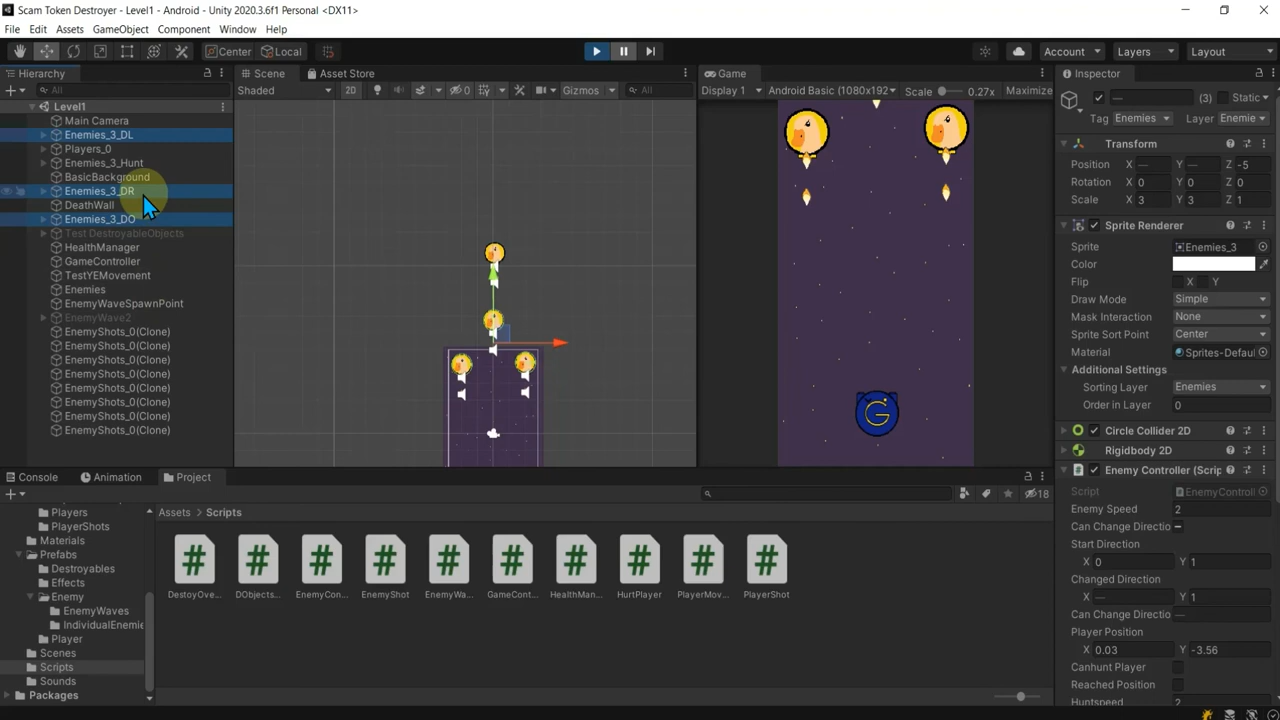 Scam Token Destroyer - Level1 - Android - Unity 2020.3.6f1 Personal <DX11>
File Edit Assets GameObject Component Window Help
Center Local Account Layers Layout
Hierarchy
All
Level1
Main Camera
Enemies_3_DL
Players_0
Enemies_3_Hunt
BasicBackground
Enemies_3_DR
DeathWall
Enemies_3_DO
Test DestroyableObjects
HealthManager
GameController
TestYEMovement
Enemies
EnemyWaveSpawnPoint
EnemyWave2
EnemyShots_0(Clone)
EnemyShots_0(Clone)
EnemyShots_0(Clone)
EnemyShots_0(Clone)
EnemyShots_0(Clone)
EnemyShots_0(Clone)
EnemyShots_0(Clone)
EnemyShots_0(Clone)
Scene Asset Store
Shaded 2D 0 Gizmos All
Game
Display 1 Android Basic (1080x192 Scale 0.27x Maximize
G
Inspector
— (3) Static
Tag Enemies Layer Enemie
Transform
Position X — Y — Z -5
Rotation X 0 Y 0 Z 0
Scale X 3 Y 3 Z 1
Sprite Renderer
Sprite Enemies_3
Color
Flip X Y
Draw Mode Simple
Mask Interaction None
Sprite Sort Point Center
Material Sprites-Defaul
Additional Settings
Sorting Layer Enemies
Order in Layer 0
Circle Collider 2D
Rigidbody 2D
Enemy Controller (Scrip
Script EnemyControll
Enemy Speed 2
Can Change Directio
Start Direction
X 0 Y 1
Changed Direction
X — Y 1
Can Change Directio —
Player Position
X 0.03 Y -3.56
Canhunt Player
Reached Position
Huntspeed 2
Console Animation Project
18
Players
PlayerShots
Materials
Prefabs
Destroyables
Effects
Enemy
EnemyWaves
IndividualEnemie
Player
Scenes
Scripts
Sounds
Packages
Assets > Scripts
# # # # # # # # # #
DestoyOve... DObjects... EnemyCon... EnemyShot EnemyWa... GameCont... HealthMan... HurtPlayer PlayerMov... PlayerShot